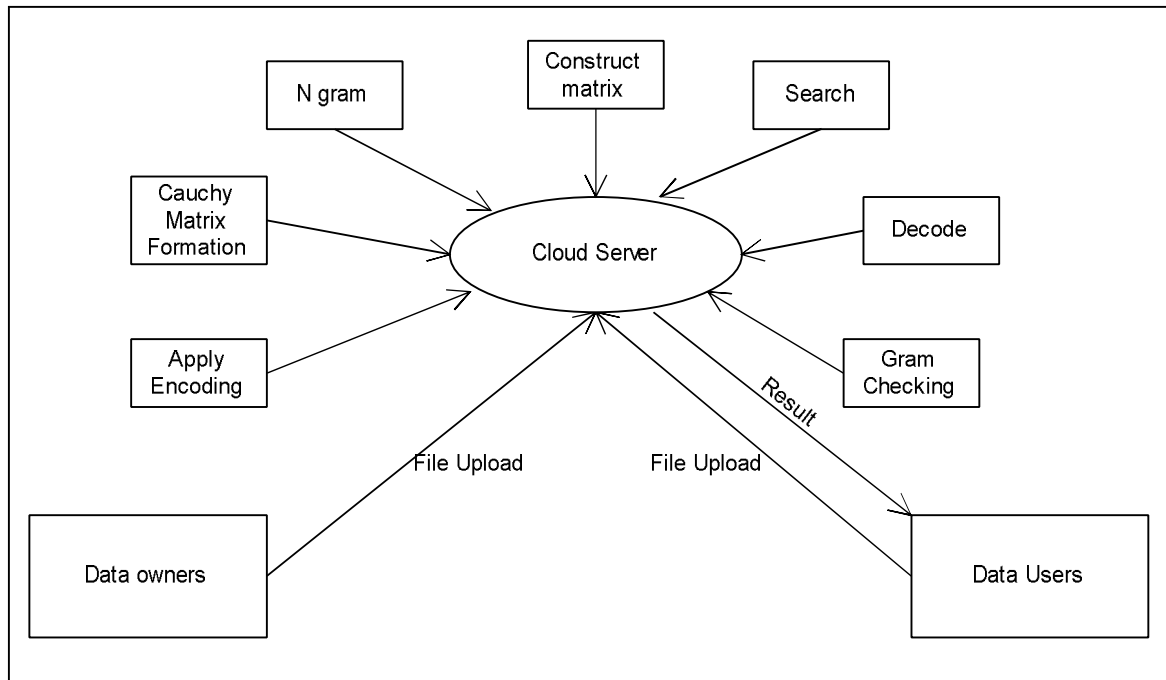 Construct
matrix
N gram
Search
Cauchy
Matrix
Formation
Decode
Cloud Server
Apply
Encoding
Gram
Checking
Result
File Upload
File Upload
Data owners
Data Users